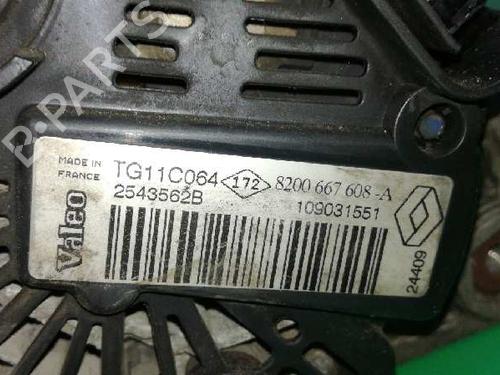 B-PARTS
MADE IN
FRANCE
TG11C064
172
8200 667 608-A
2543562B
109031551
Valeo
24409